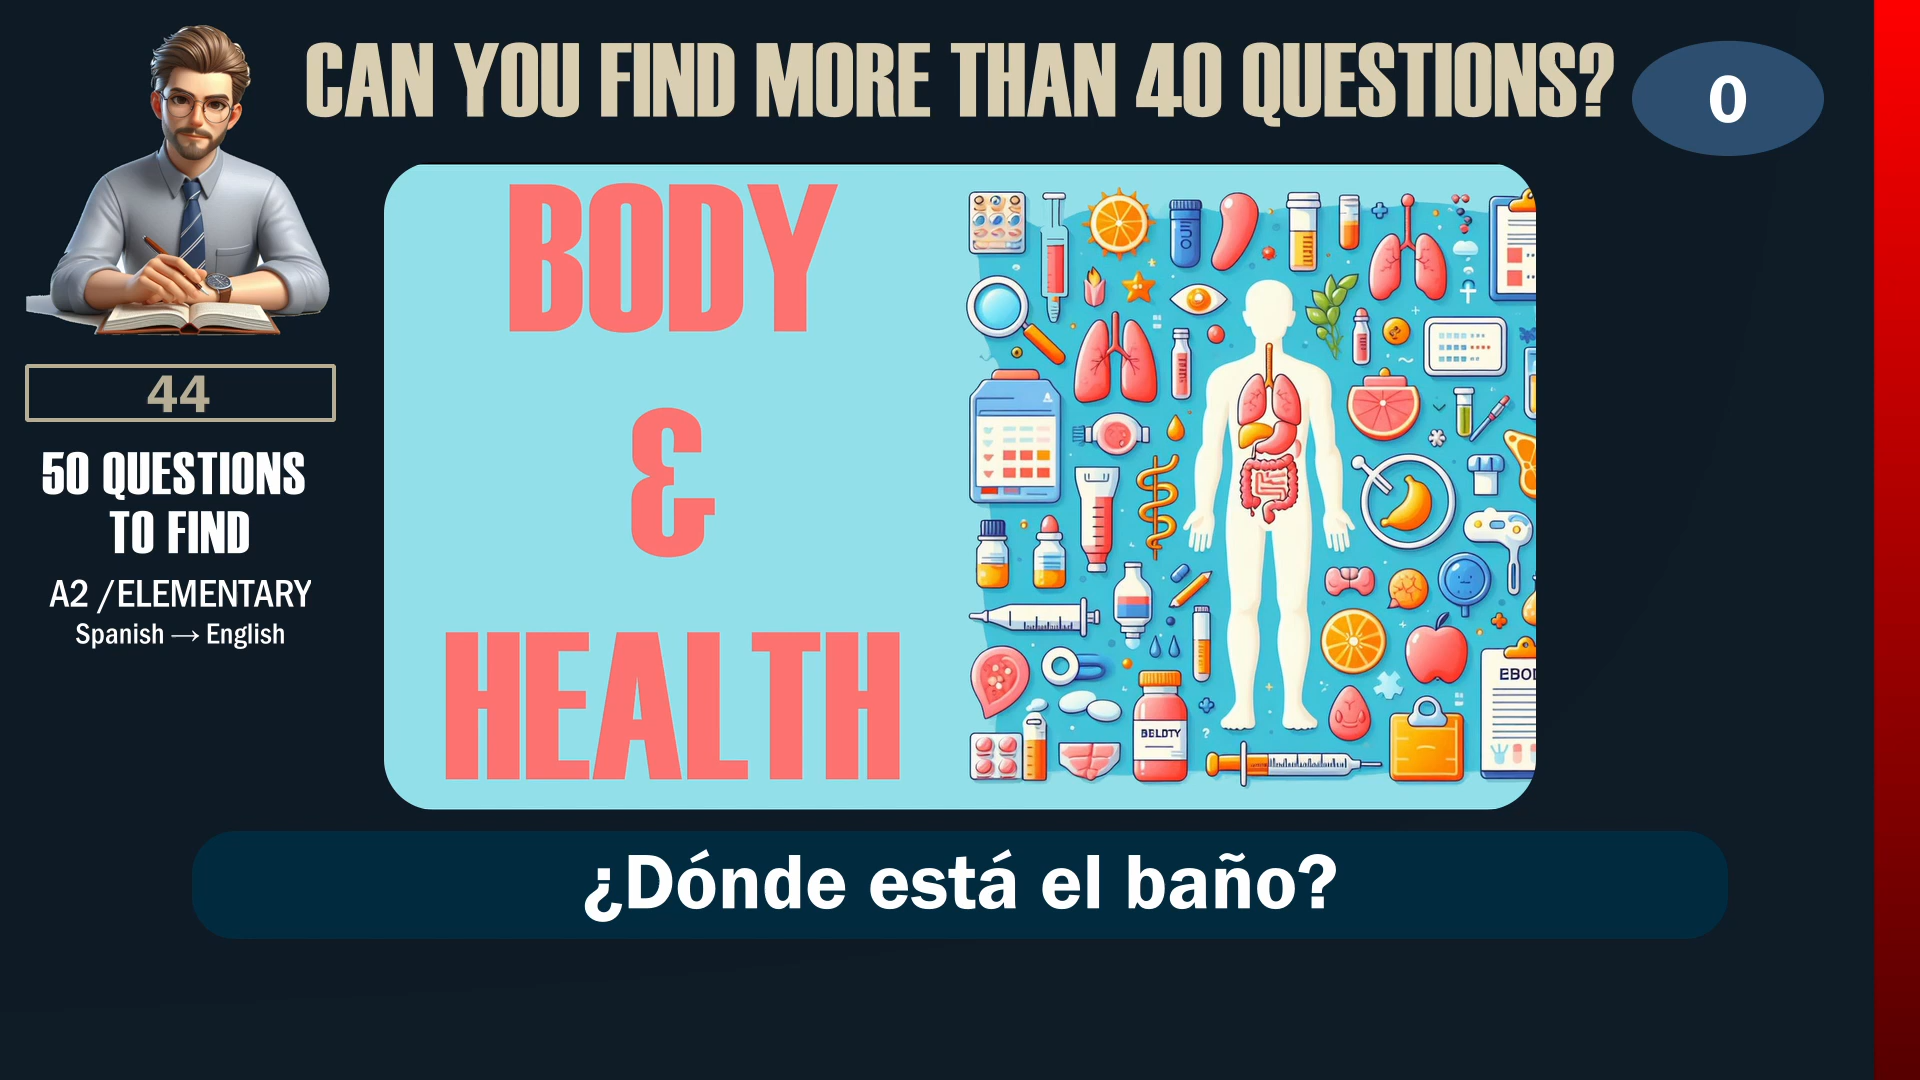 CAN YOU FIND MORE THAN 40 QUESTIONS?
0
44
50 QUESTIONS
TO FIND
A2 /ELEMENTARY
Spanish → English
BODY
&
HEALTH
BELDTY
?
¿Dónde está el baño?